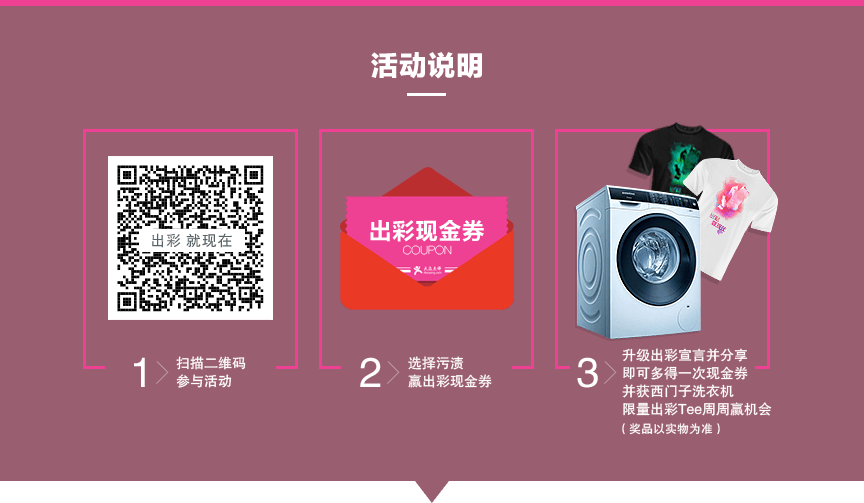 活动说明
出彩 就现在
出彩现金券
COUPON
1
扫描二维码
参与活动
2
选择污渍
赢出彩现金券
3
升级出彩宣言并分享
即可多得一次现金券
并获西门子洗衣机
限量出彩Tee周周赢机会
（奖品以实物为准）